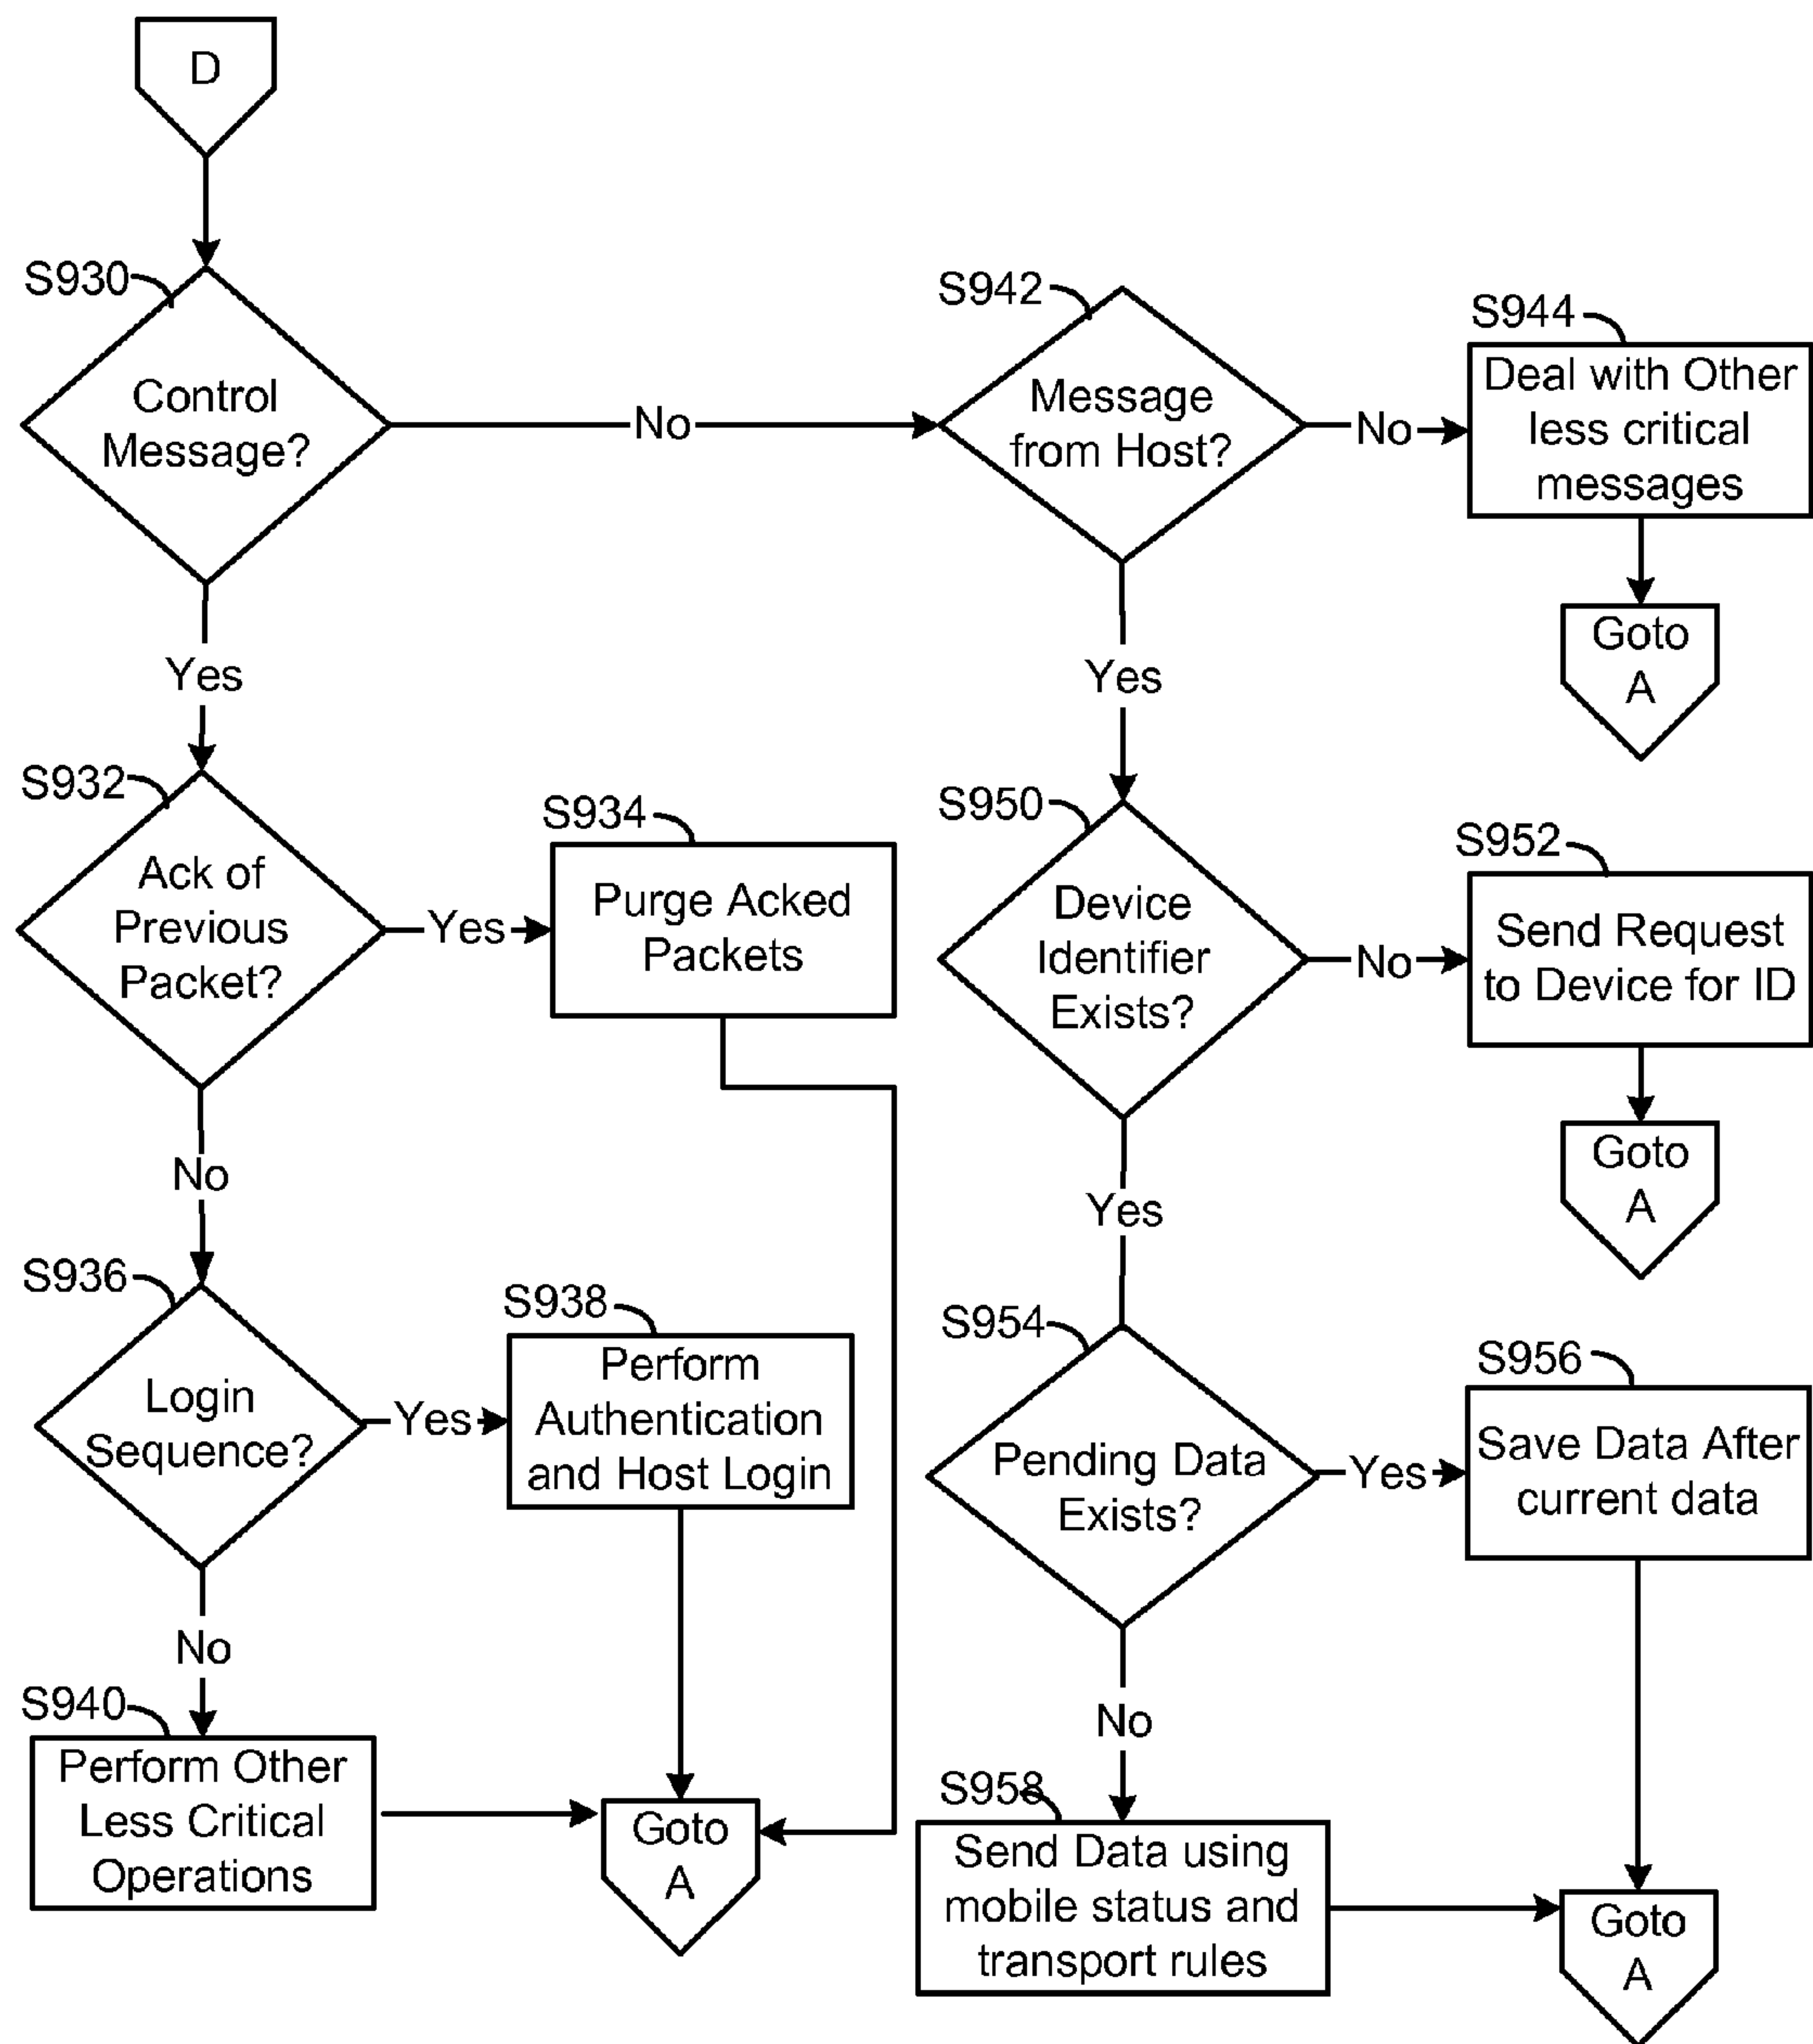 D
S930
Control
Message?
No
Yes
S942
Message
from Host?
No
Yes
S944
Deal with Other
less critical
messages
Goto
A
S932
Ack of
Previous
Packet?
Yes
No
S934
Purge Acked
Packets
S950
Device
Identifier
Exists?
No
Yes
S952
Send Request
to Device for ID
Goto
A
S936
Login
Sequence?
Yes
No
S938
Perform
Authentication
and Host Login
S954
Pending Data
Exists?
Yes
No
S956
Save Data After
current data
S940
Perform Other
Less Critical
Operations
Goto
A
S958
Send Data using
mobile status and
transport rules
Goto
A